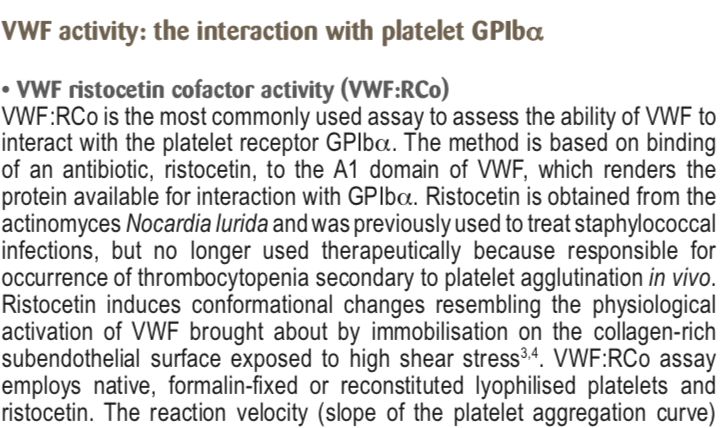 VWF activity: the interaction with platelet GPIbα
• VWF ristocetin cofactor activity (VWF:RCo)
VWF:RCo is the most commonly used assay to assess the ability of VWF to
interact with the platelet receptor GPIbα. The method is based on binding
of an antibiotic, ristocetin, to the A1 domain of VWF, which renders the
protein available for interaction with GPIbα. Ristocetin is obtained from the
actinomyces Nocardia lurida and was previously used to treat staphylococcal
infections, but no longer used therapeutically because responsible for
occurrence of thrombocytopenia secondary to platelet agglutination in vivo.
Ristocetin induces conformational changes resembling the physiological
activation of VWF brought about by immobilisation on the collagen-rich
subendothelial surface exposed to high shear stress3,4. VWF:RCo assay
employs native, formalin-fixed or reconstituted lyophilised platelets and
ristocetin. The reaction velocity (slope of the platelet aggregation curve)